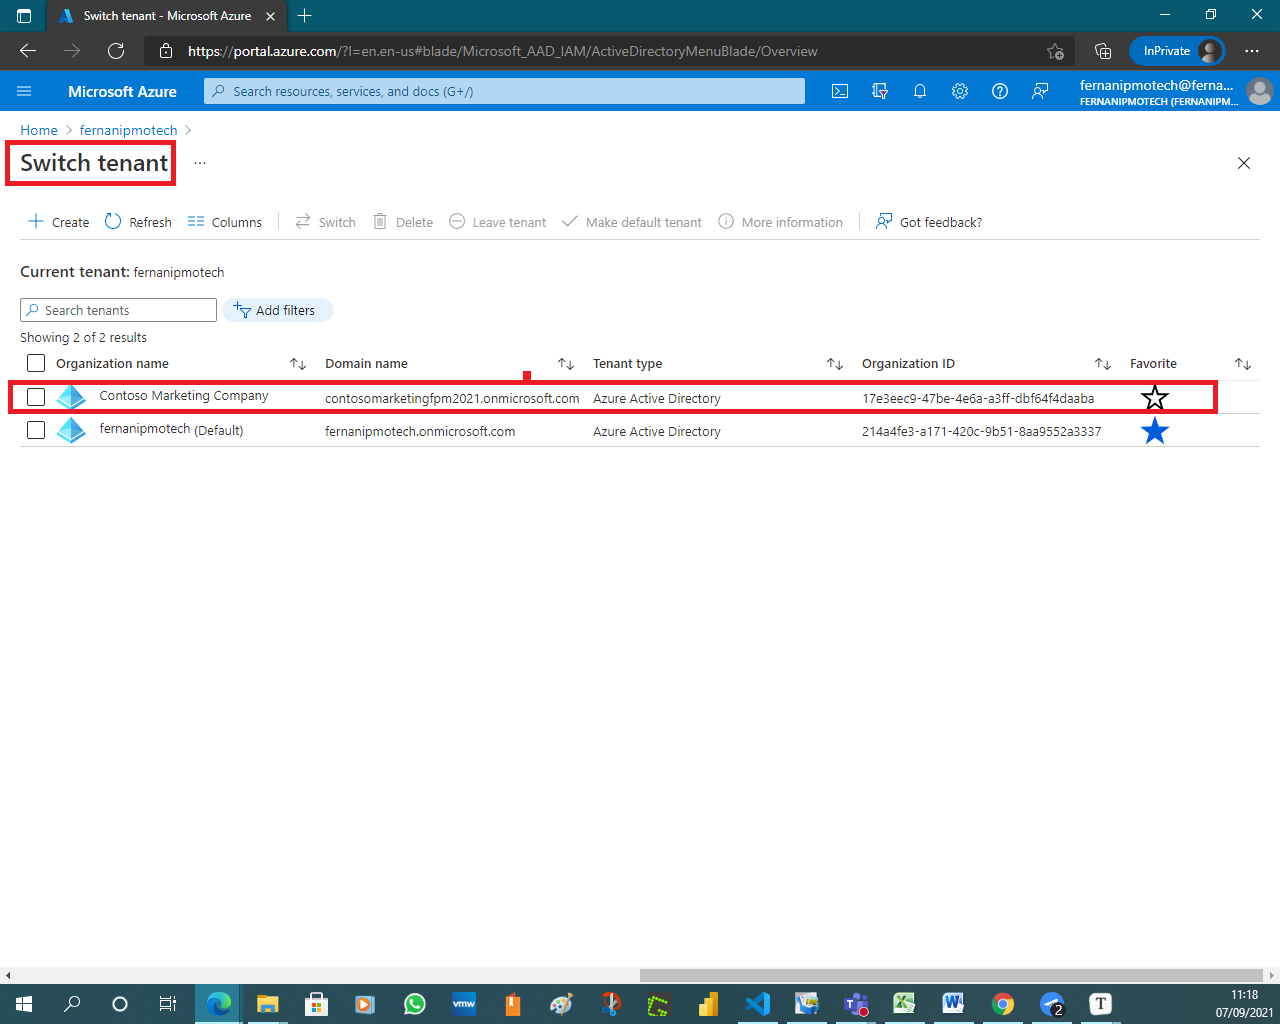 Switch tenant - Microsoft Azure
https://portal.azure.com/?l=en.en-us#blade/Microsoft_AAD_IAM/ActiveDirectoryMenuBlade/Overview
InPrivate
Microsoft Azure
Search resources, services, and docs (G+/)
fernanipmotech@ferna...
FERNANIPMOTECH (FERNANIPM...
Home > fernanipmotech >
Switch tenant ...
Create Refresh Columns Switch Delete Leave tenant Make default tenant More information Got feedback?
Current tenant: fernanipmotech
Search tenants Add filters
Showing 2 of 2 results
Organization name Domain name Tenant type Organization ID Favorite
Contoso Marketing Company contosomarketingfpm2021.onmicrosoft.com Azure Active Directory 17e3eec9-47be-4e6a-a3ff-dbf64f4daaba
fernanipmotech (Default) fernanipmotech.onmicrosoft.com Azure Active Directory 214a4fe3-a171-420c-9b51-8aa9552a3337
vmw
2
T
11:18
07/09/2021